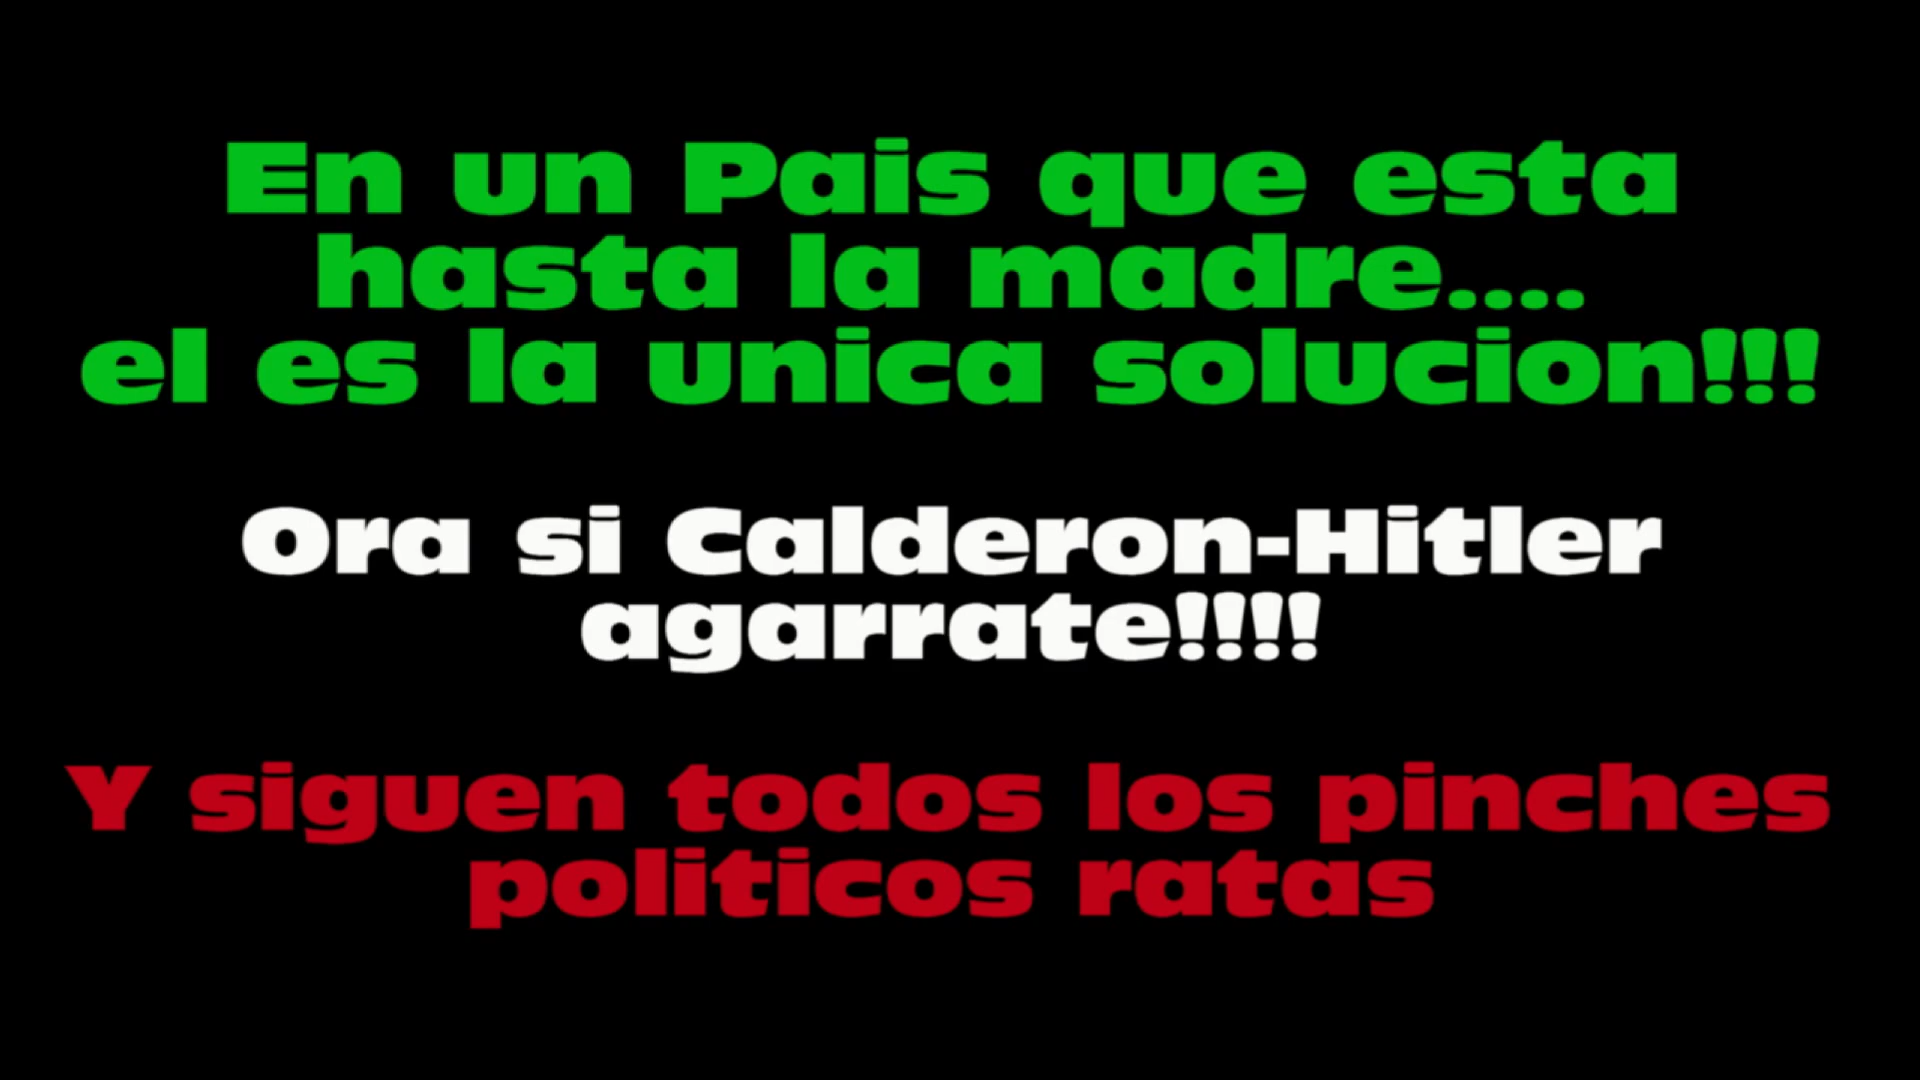 En un Pais que esta
hasta la madre....
el es la unica solucion!!!
Ora si Calderon-Hitler
agarrate!!!!
Y siguen todos los pinches
politicos ratas